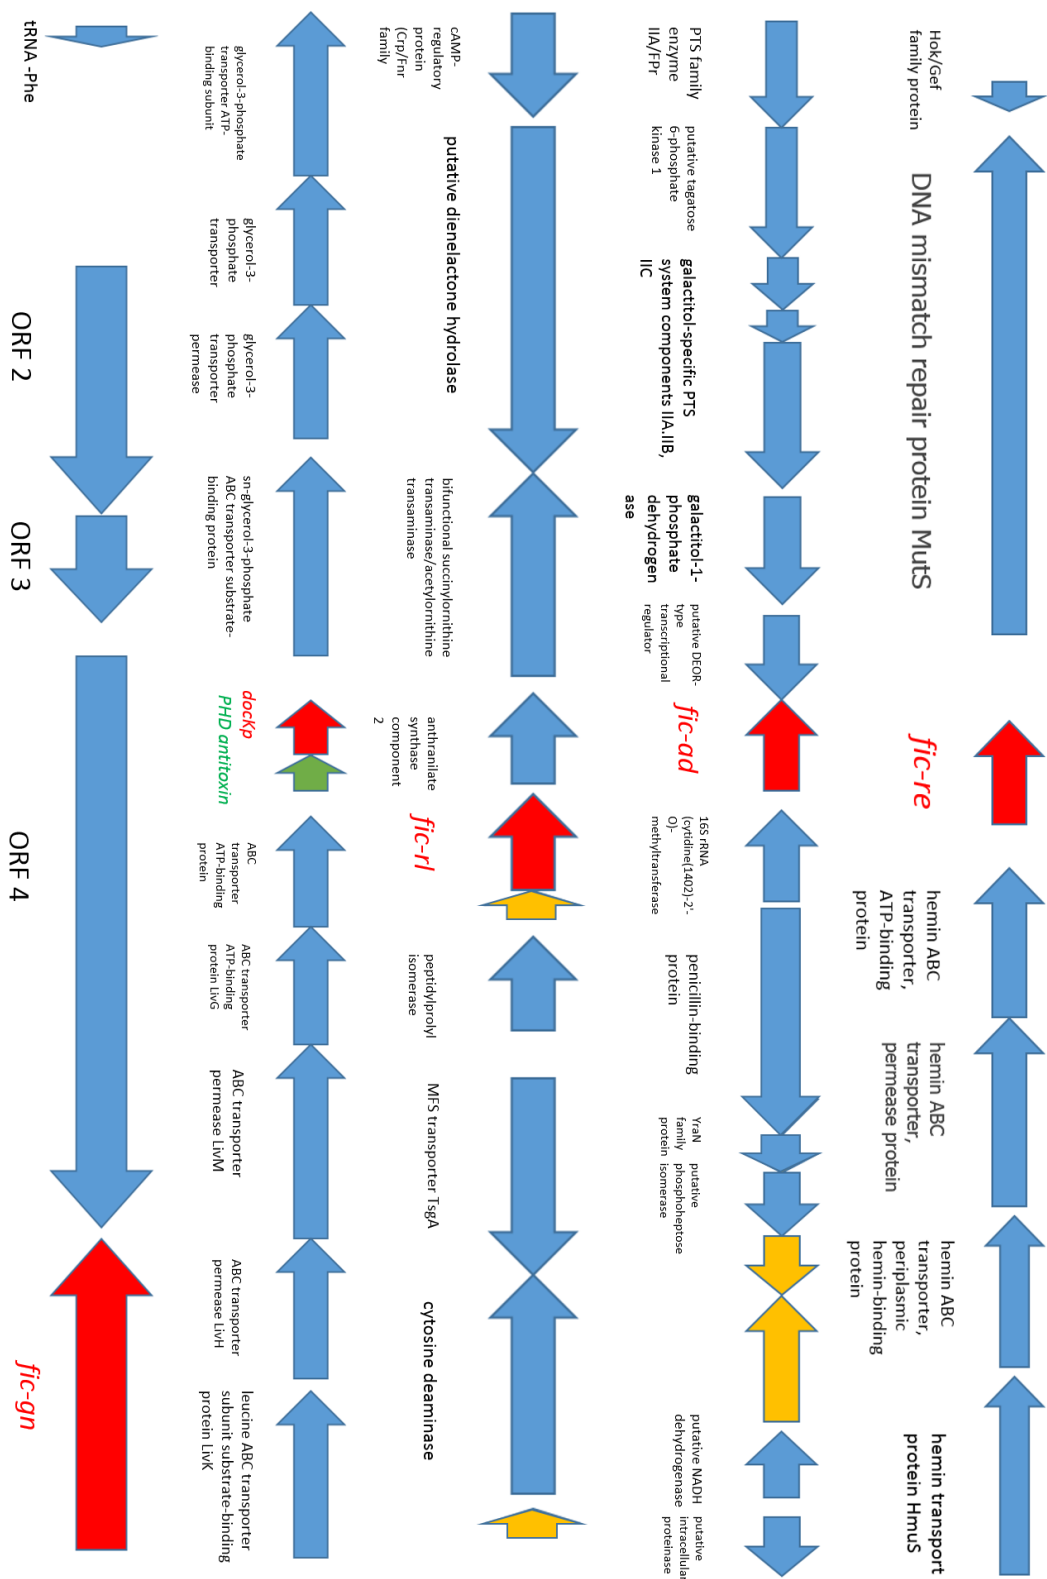 Hok/Gef
family protein
DNA mismatch repair protein MutS
fic-re
hemin ABC
transporter,
ATP-binding
protein
hemin ABC
transporter,
permease protein
hemin ABC
transporter,
periplasmic
hemin-binding
protein
hemin transport
protein HmuS
PTS family
enzyme
IIA/FPr
putative tagatose
6-phosphate
kinase 1
galactitol-specific PTS
system components IIA.IIB,
IIC
galactitol-1-
phosphate
dehydrogen
ase
putative DEOR-
type
transcriptional
regulator
fic-ad
16S rRNA
(cytidine(1402)-2'-
O)-
methyltransferase
penicillin-binding
protein
YraN
family
protein
putative
phosphoheptose
isomerase
putative NADH
dehydrogenase
putative
intracellular
proteinase
cAMP-
regulatory
protein
(Crp/Fnr
family
putative dienelactone hydrolase
bifunctional succinylornithine
transaminase/acetylornithine
transaminase
anthranilate
synthase
component
2
fic-rl
peptidylprolyl
isomerase
MFS transporter TsgA
cytosine deaminase
glycerol-3-phosphate
transporter ATP-
binding subunit
glycerol-3-
phosphate
transporter
glycerol-3-
phosphate
transporter
permease
sn-glycerol-3-phosphate
ABC transporter substrate-
binding protein
docKp
PHD antitoxin
ABC
transporter
ATP-binding
protein
ABC transporter
ATP-binding
protein LivG
ABC transporter
permease LivM
ABC transporter
permease LivH
leucine ABC transporter
subunit substrate-binding
protein LivK
tRNA -Phe
ORF 2
ORF 3
ORF 4
fic-gn